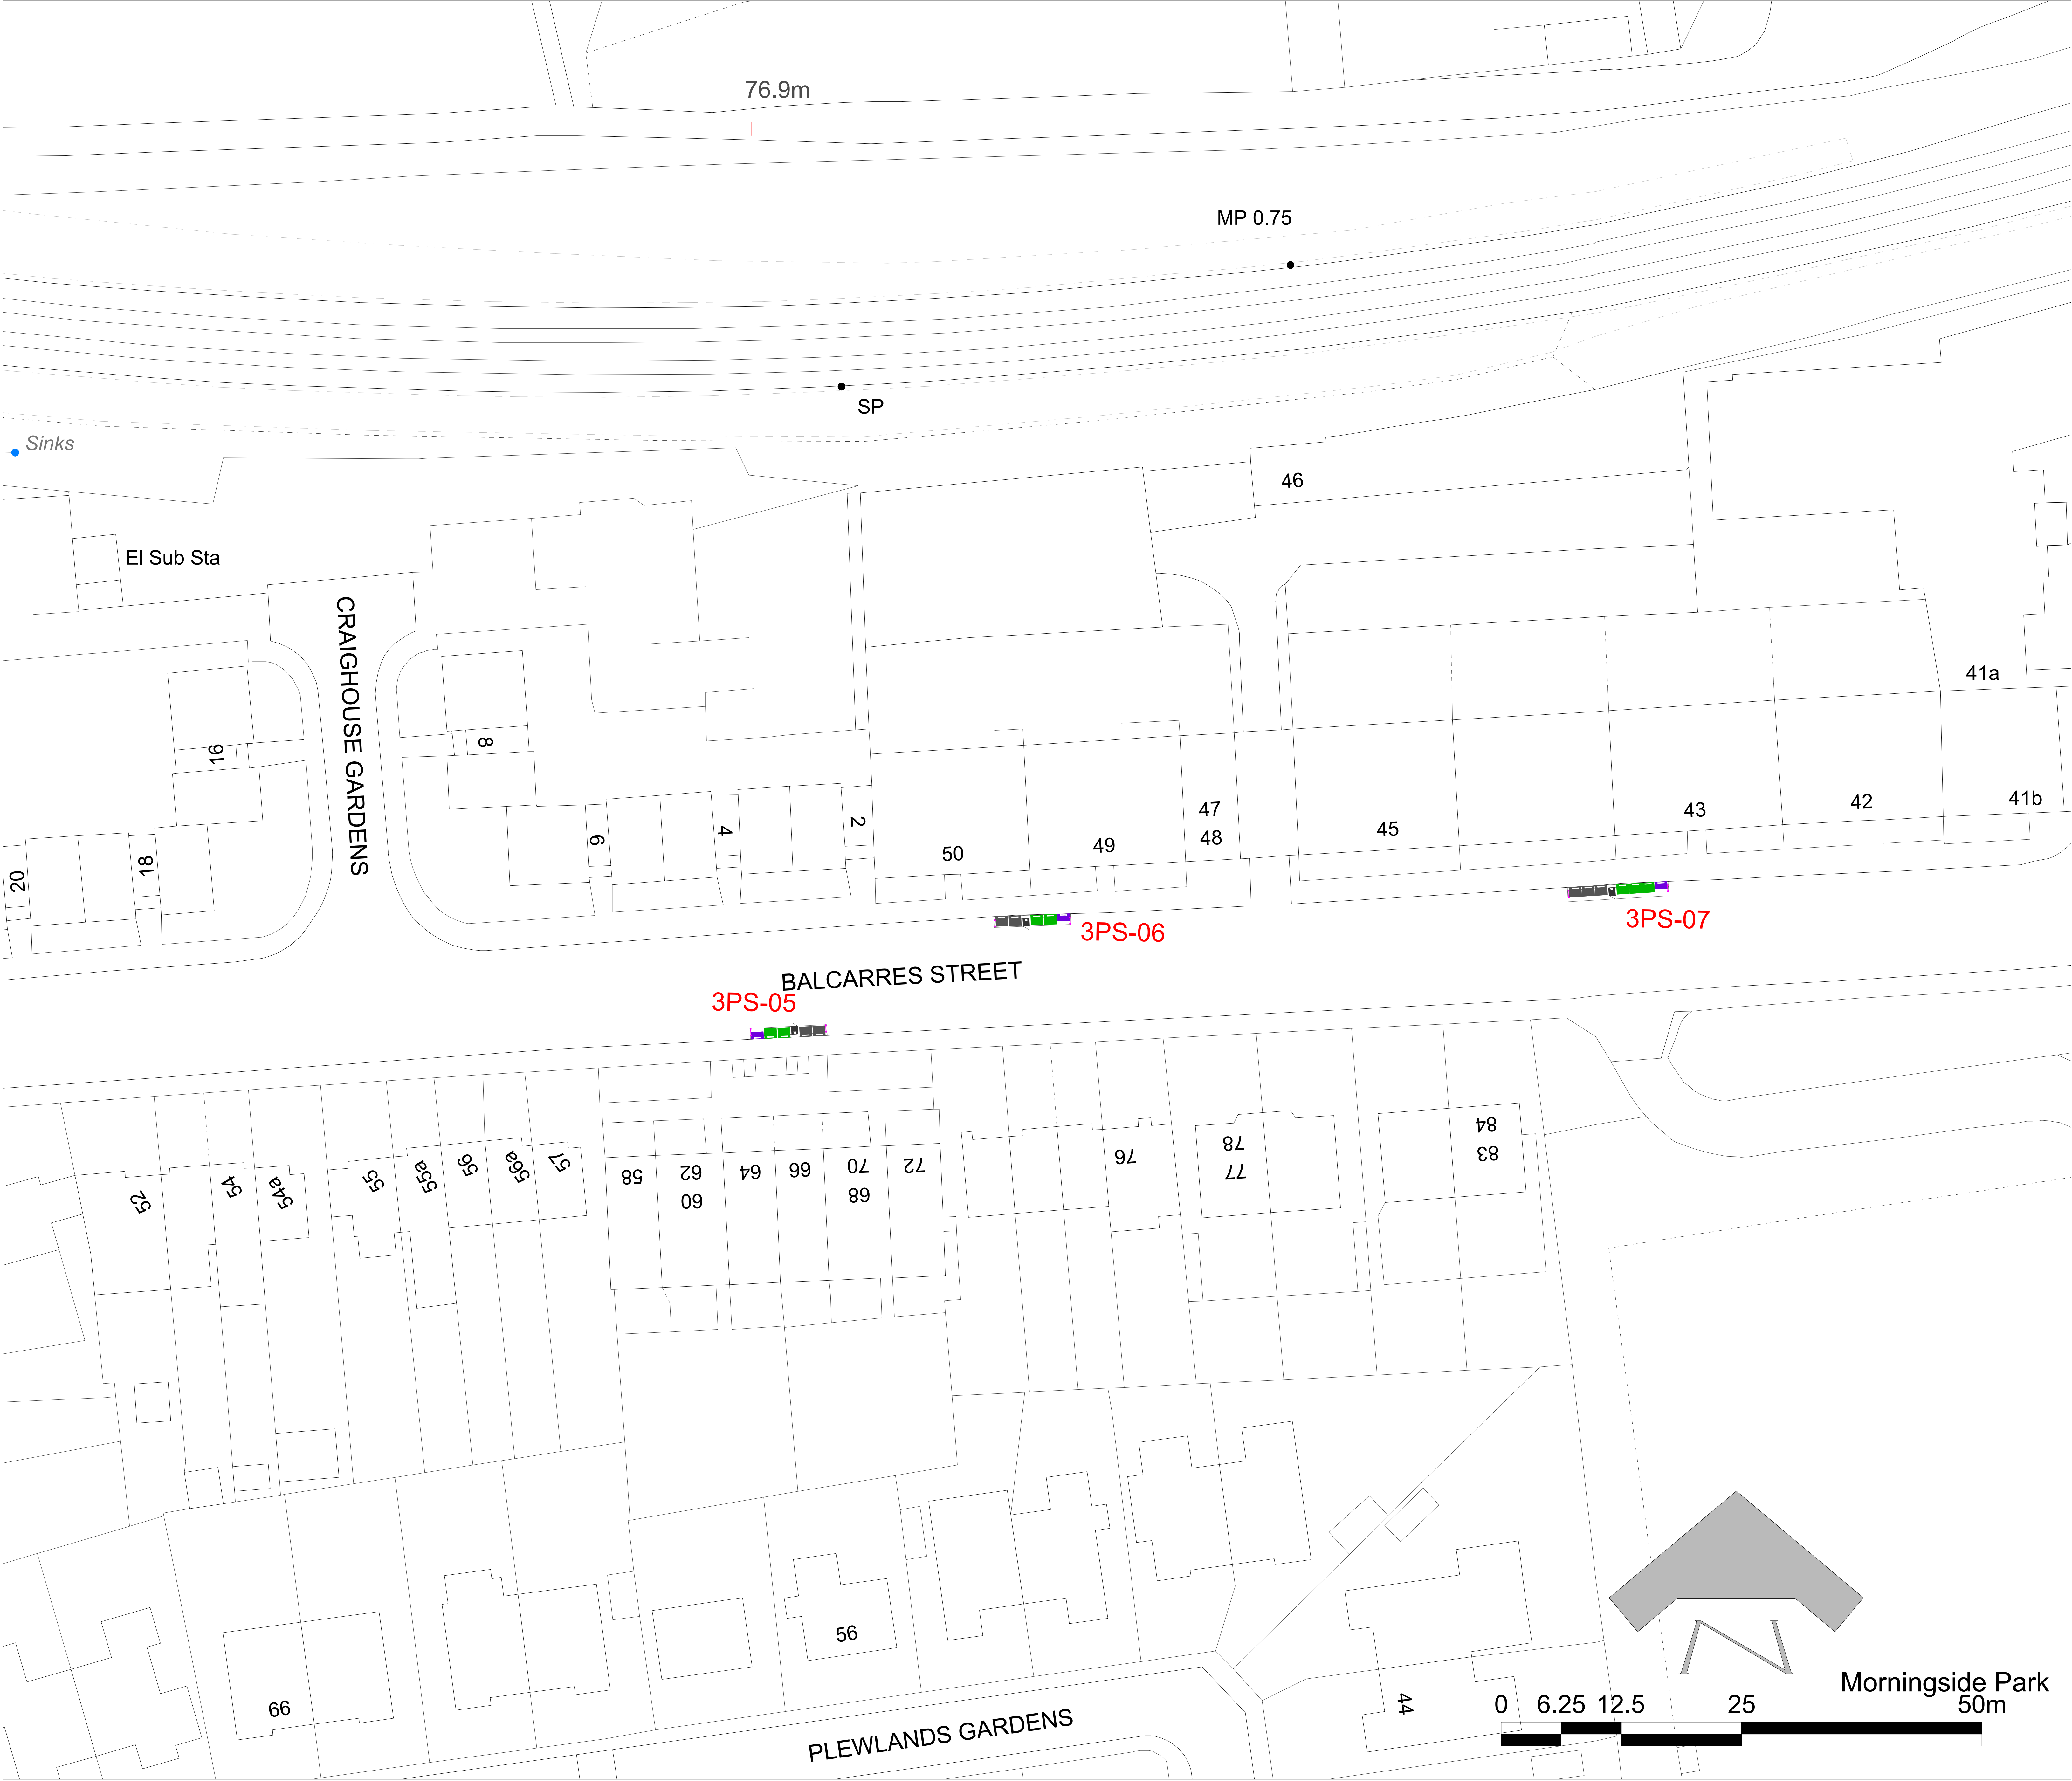 76.9m
MP 0.75
SP
Sinks
46
El Sub Sta
CRAIGHOUSE GARDENS
41a
16
8
47
48
50
49
45
43
42
41b
20
18
6
4
2
3PS-06
3PS-07
BALCARRES STREET
3PS-05
52
54
54a
55
55a
56
56a
57
58
62
60
64
66
70
68
72
76
78
77
84
83
66
56
44
PLEWLANDS GARDENS
N
Morningside Park
0 6.25 12.5 25 50m